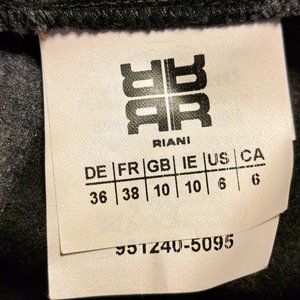 RIANI
DE FR GB IE US CA
36 38 10 10 6 6
951240-5095